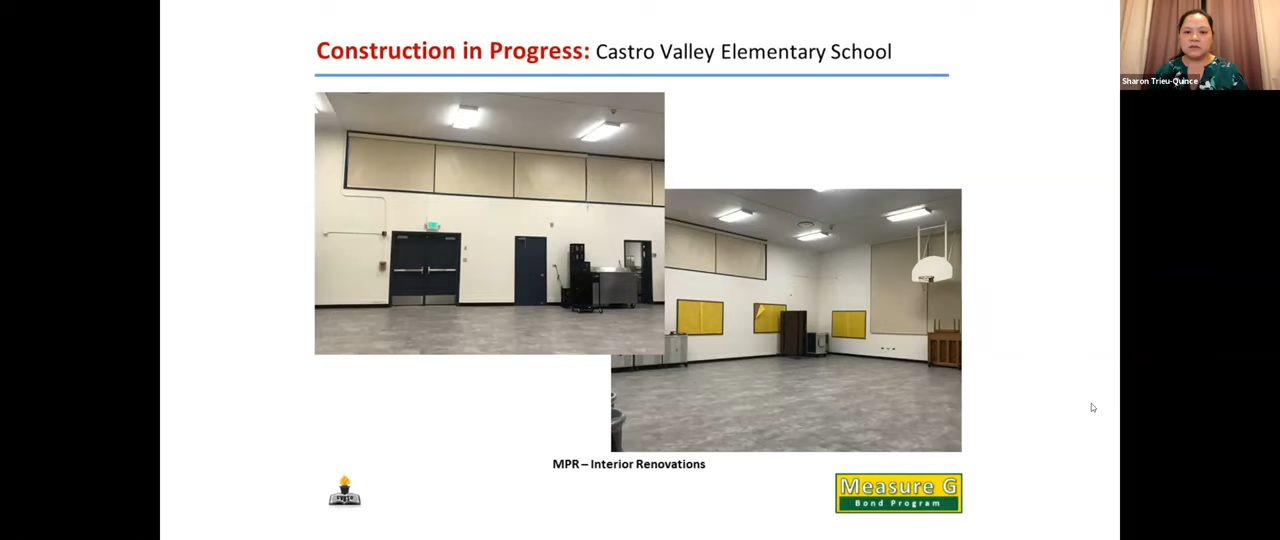 Construction in Progress: Castro Valley Elementary School
Sharon Trieu-Quince
MPR – Interior Renovations
Measure G
Bond Program